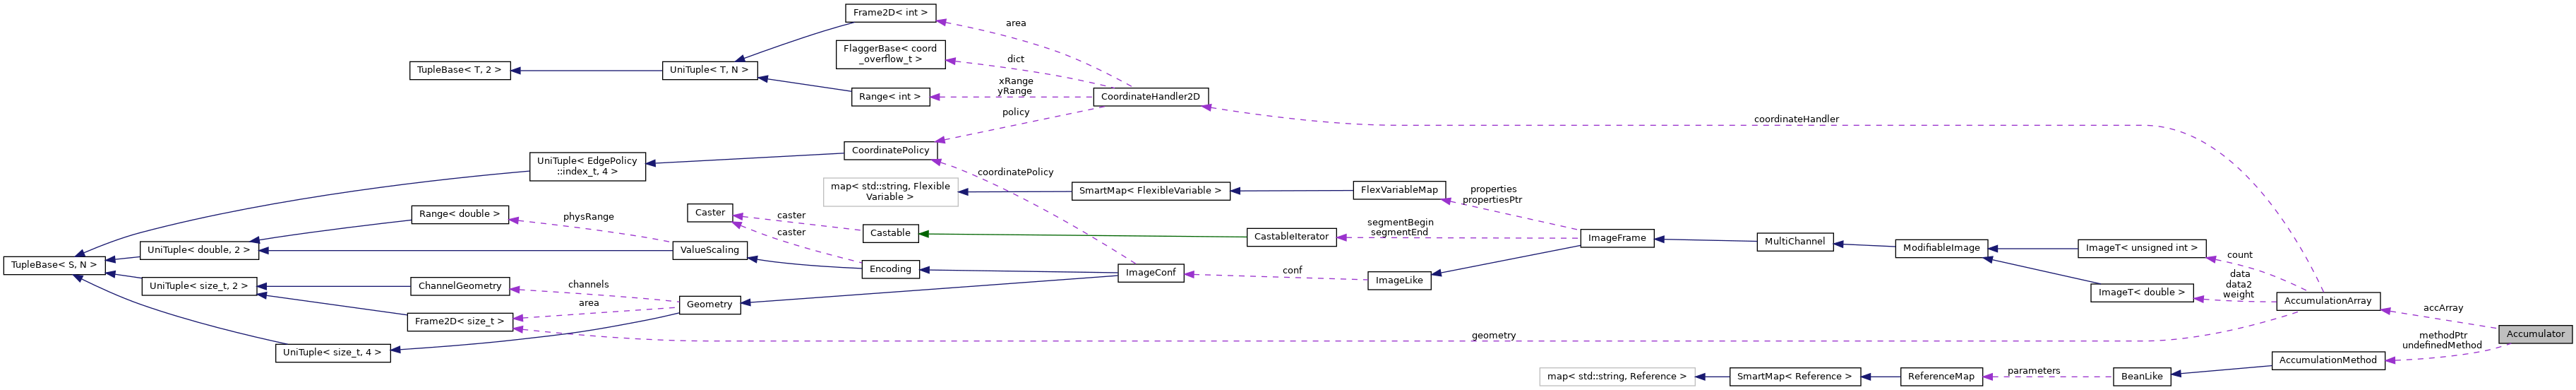 Frame2D< int >
area
FlaggerBase< coord
_overflow_t >
dict
TupleBase< T, 2 >
UniTuple< T, N >
xRange
yRange
Range< int >
CoordinateHandler2D
policy
coordinateHandler
CoordinatePolicy
UniTuple< EdgePolicy
::index_t, 4 >
coordinatePolicy
map< std::string, Flexible
Variable >
SmartMap< FlexibleVariable >
FlexVariableMap
properties
propertiesPtr
Range< double >
physRange
Caster
caster
caster
Castable
CastableIterator
segmentBegin
segmentEnd
ImageFrame
MultiChannel
ModifiableImage
ImageT< unsigned int >
count
UniTuple< double, 2 >
ValueScaling
TupleBase< S, N >
Encoding
ImageConf
conf
ImageLike
UniTuple< size_t, 2 >
ChannelGeometry
channels
ImageT< double >
data
data2
weight
AccumulationArray
area
Geometry
Frame2D< size_t >
accArray
geometry
Accumulator
methodPtr
undefinedMethod
UniTuple< size_t, 4 >
AccumulationMethod
map< std::string, Reference >
SmartMap< Reference >
ReferenceMap
parameters
BeanLike